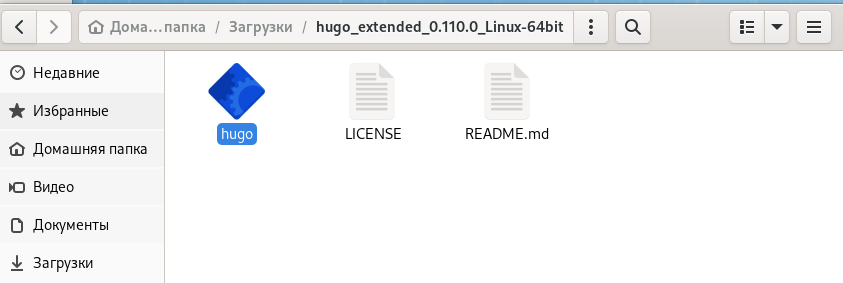 Дома…папка / Загрузки / hugo_extended_0.110.0_Linux-64bit
Недавние
Избранные
Домашняя папка
Видео
Документы
Загрузки
hugo
LICENSE
README.md